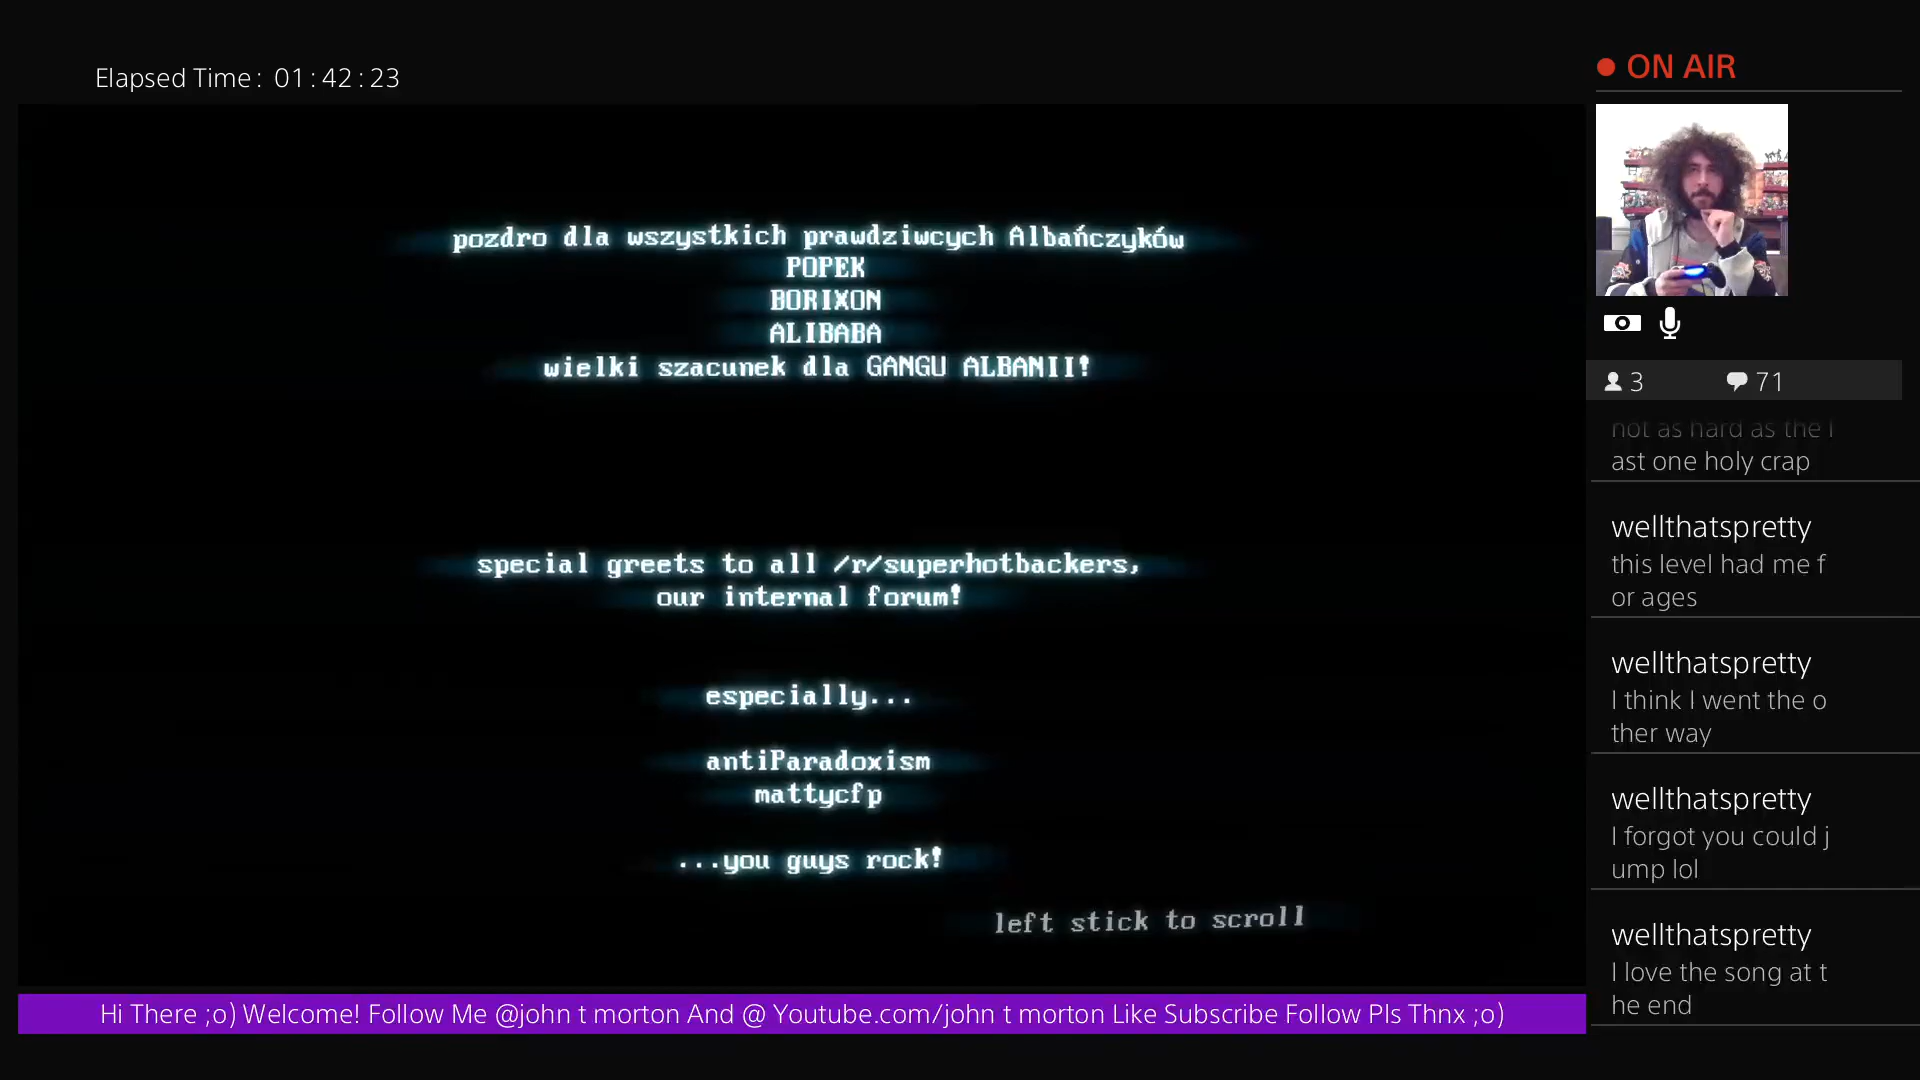 Elapsed Time: 01:42:23
ON AIR
pozdro dla wszystkich prawdziwcych Albańczyków
POPEK
BORIXON
ALIBABA
wielki szacunek dla GANGU ALBANII!
special greets to all /r/superhotbackers,
our internal forum!
especially...
antiParadoxism
mattycfp
...you guys rock!
left stick to scroll
3
71
not as hard as the l
ast one holy crap
wellthatspretty
this level had me f
or ages
wellthatspretty
I think I went the o
ther way
wellthatspretty
I forgot you could j
ump lol
wellthatspretty
I love the song at t
he end
Hi There ;o) Welcome! Follow Me @john t morton And @ Youtube.com/john t morton Like Subscribe Follow Pls Thnx ;o)